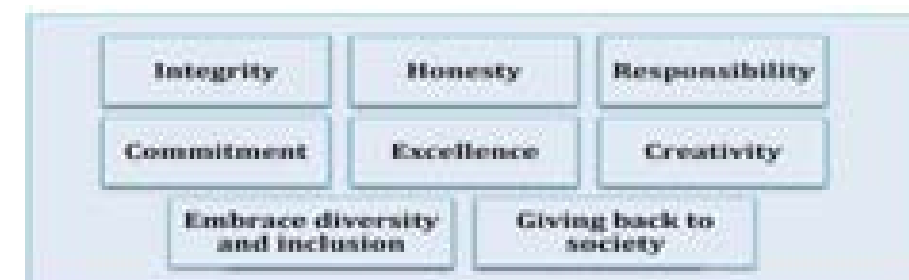 Integrity
Honesty
Responsibility
Commitment
Excellence
Creativity
Embrace diversity
and inclusion
Giving back to
society